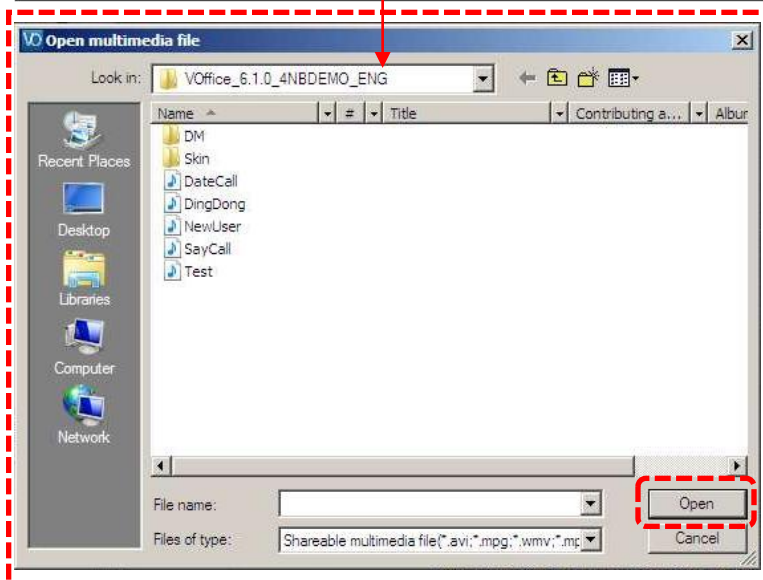 VO Open multimedia file
Look in: VOffice_6.1.0_4NBDEMO_ENG
Name # Title Contributing a... Albur
DM
Skin
DateCall
DingDong
NewUser
SayCall
Test
Recent Places
Desktop
Libraries
Computer
Network
File name: Open
Files of type: Shareable multimedia file(*.avi;*.mpg;*.wmv;*.mp Cancel